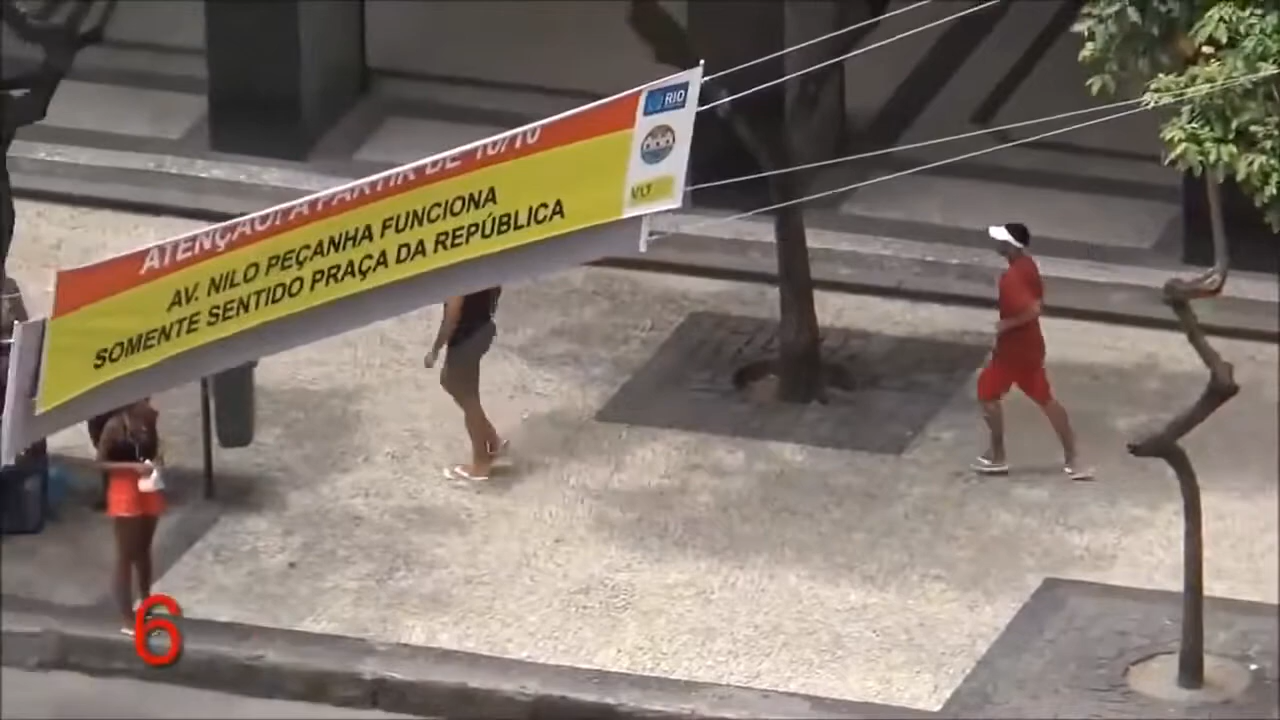 ATENÇÃO! A PARTIR DE 10/10
AV. NILO PEÇANHA FUNCIONA
SOMENTE SENTIDO PRAÇA DA REPÚBLICA
RIO
VLT
6